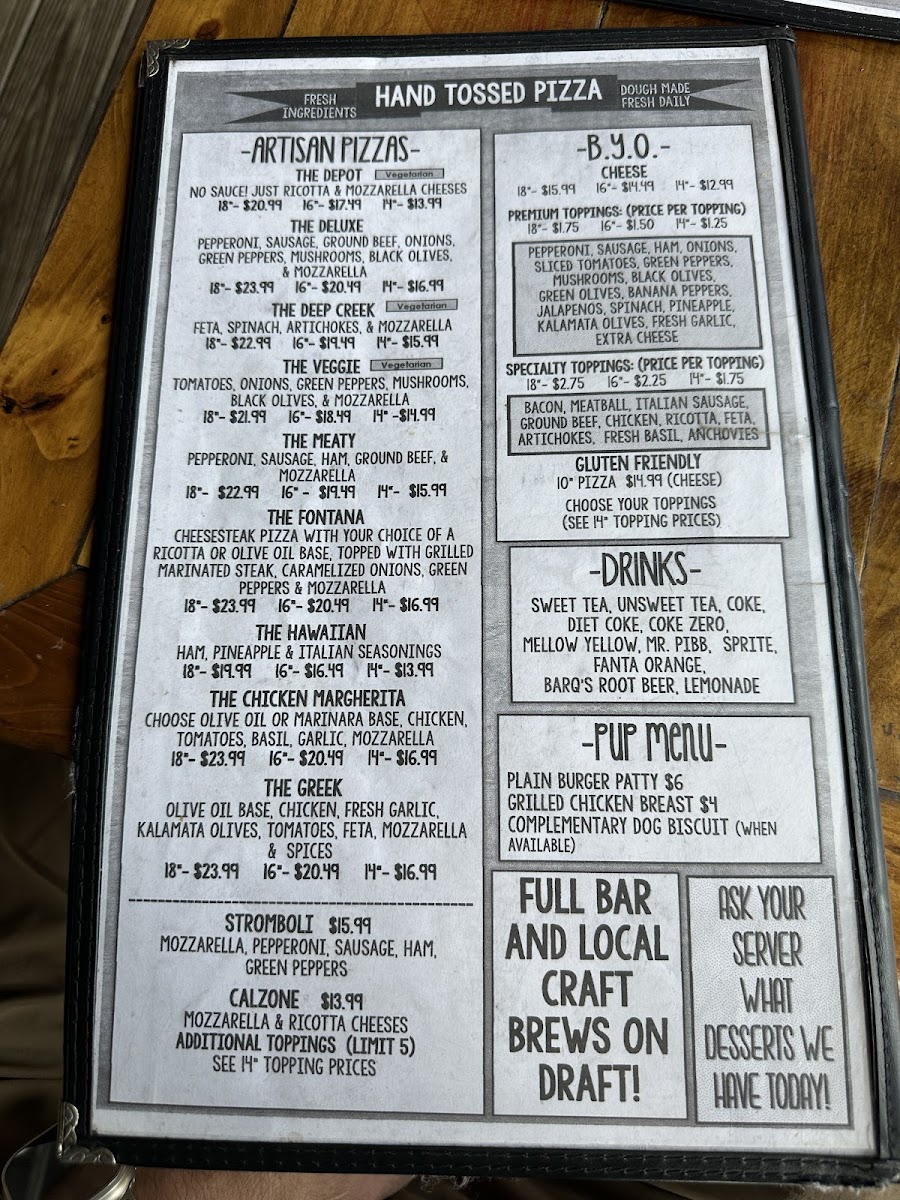 FRESH
INGREDIENTS
HAND TOSSED PIZZA
DOUGH MADE
FRESH DAILY
-ARTISAN PIZZAS-
THE DEPOT Vegetarian
NO SAUCE! JUST RICOTTA & MOZZARELLA CHEESES
18"- $20.99 16"- $17.49 14"- $13.99
THE DELUXE
PEPPERONI, SAUSAGE, GROUND BEEF, ONIONS,
GREEN PEPPERS, MUSHROOMS, BLACK OLIVES,
& MOZZARELLA
18"- $23.99 16"- $20.49 14"- $16.99
THE DEEP CREEK Vegetarian
FETA, SPINACH, ARTICHOKES, & MOZZARELLA
18"- $22.99 16"- $19.49 14"- $15.99
THE VEGGIE Vegetarian
TOMATOES, ONIONS, GREEN PEPPERS, MUSHROOMS,
BLACK OLIVES, & MOZZARELLA
18"- $21.99 16"- $18.49 14" -$14.99
THE MEATY
PEPPERONI, SAUSAGE, HAM, GROUND BEEF, &
MOZZARELLA
18"- $22.99 16" - $19.49 14"- $15.99
THE FONTANA
CHEESESTEAK PIZZA WITH YOUR CHOICE OF A
RICOTTA OR OLIVE OIL BASE, TOPPED WITH GRILLED
MARINATED STEAK, CARAMELIZED ONIONS, GREEN
PEPPERS & MOZZARELLA
18"- $23.99 16"- $20.49 14"- $16.99
THE HAWAIIAN
HAM, PINEAPPLE & ITALIAN SEASONINGS
18"- $19.99 16"- $16.49 14"- $13.99
THE CHICKEN MARGHERITA
CHOOSE OLIVE OIL OR MARINARA BASE, CHICKEN,
TOMATOES, BASIL, GARLIC, MOZZARELLA
18"- $23.99 16"- $20.49 14"- $16.99
THE GREEK
OLIVE OIL BASE, CHICKEN, FRESH GARLIC,
KALAMATA OLIVES, TOMATOES, FETA, MOZZARELLA
& SPICES
18"- $23.99 16"- $20.49 14"- $16.99
STROMBOLI $15.99
MOZZARELLA, PEPPERONI, SAUSAGE, HAM,
GREEN PEPPERS
CALZONE $13.99
MOZZARELLA & RICOTTA CHEESES
ADDITIONAL TOPPINGS (LIMIT 5)
SEE 14" TOPPING PRICES
-B.Y.O.-
CHEESE
18"- $15.99 16"- $14.49 14"- $12.99
PREMIUM TOPPINGS: (PRICE PER TOPPING)
18"- $1.75 16"- $1.50 14"- $1.25
PEPPERONI, SAUSAGE, HAM, ONIONS,
SLICED TOMATOES, GREEN PEPPERS,
MUSHROOMS, BLACK OLIVES,
GREEN OLIVES, BANANA PEPPERS,
JALAPENOS, SPINACH, PINEAPPLE,
KALAMATA OLIVES, FRESH GARLIC,
EXTRA CHEESE
SPECIALTY TOPPINGS: (PRICE PER TOPPING)
18"- $2.75 16"- $2.25 14"- $1.75
BACON, MEATBALL, ITALIAN SAUSAGE,
GROUND BEEF, CHICKEN, RICOTTA, FETA,
ARTICHOKES, FRESH BASIL, ANCHOVIES
GLUTEN FRIENDLY
10" PIZZA $14.99 (CHEESE)
CHOOSE YOUR TOPPINGS
(SEE 14" TOPPING PRICES)
-DRINKS-
SWEET TEA, UNSWEET TEA, COKE,
DIET COKE, COKE ZERO,
MELLOW YELLOW, MR. PIBB, SPRITE,
FANTA ORANGE,
BARQ'S ROOT BEER, LEMONADE
-PUP MENU-
PLAIN BURGER PATTY $6
GRILLED CHICKEN BREAST $4
COMPLEMENTARY DOG BISCUIT (WHEN
AVAILABLE)
FULL BAR
AND LOCAL
CRAFT
BREWS ON
DRAFT!
ASK YOUR
SERVER
WHAT
DESSERTS WE
HAVE TODAY!